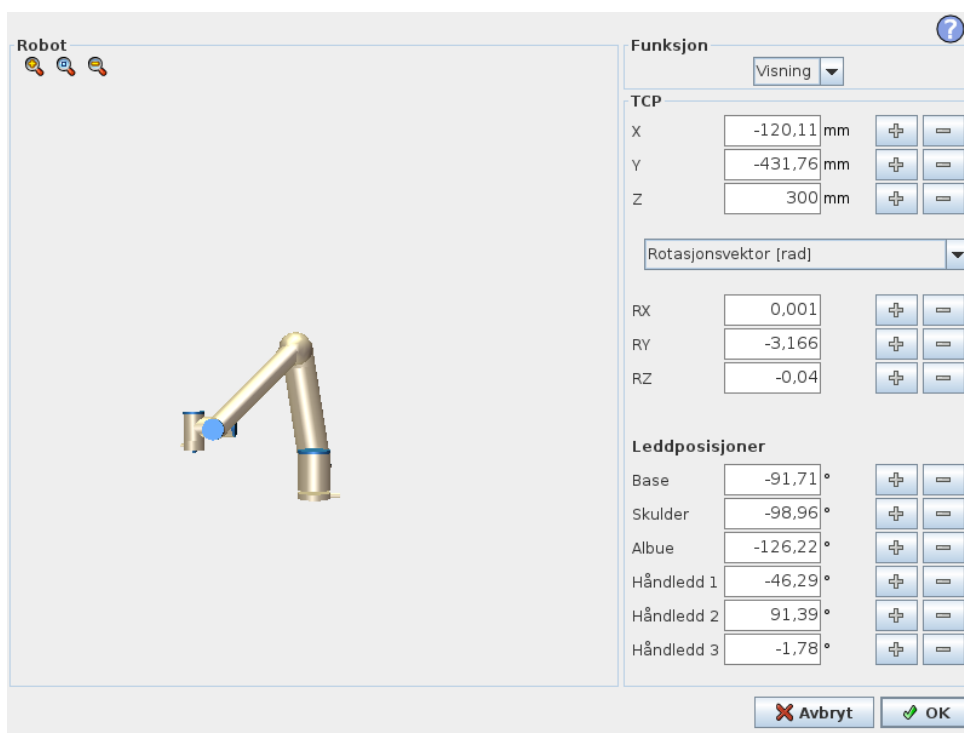 ?
Robot
Funksjon
Visning
TCP
X -120,11 mm
Y -431,76 mm
Z 300 mm
Rotasjonsvektor [rad]
RX 0,001
RY -3,166
RZ -0,04
Leddposisjoner
Base -91,71 °
Skulder -98,96 °
Albue -126,22 °
Håndledd 1 -46,29 °
Håndledd 2 91,39 °
Håndledd 3 -1,78 °
Avbryt OK